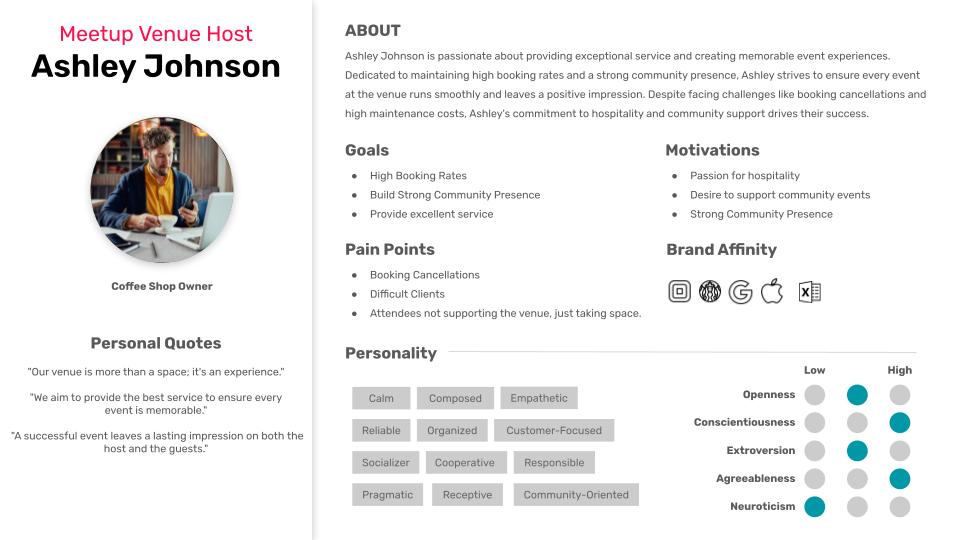 Meetup Venue Host
Ashley Johnson
Coffee Shop Owner
Personal Quotes
"Our venue is more than a space; it's an experience."
"We aim to provide the best service to ensure every
event is memorable."
"A successful event leaves a lasting impression on both the
host and the guests."
ABOUT
Ashley Johnson is passionate about providing exceptional service and creating memorable event experiences.
Dedicated to maintaining high booking rates and a strong community presence, Ashley strives to ensure every event
at the venue runs smoothly and leaves a positive impression. Despite facing challenges like booking cancellations and
high maintenance costs, Ashley's commitment to hospitality and community support drives their success.
Goals
● High Booking Rates
● Build Strong Community Presence
● Provide excellent service
Motivations
● Passion for hospitality
● Desire to support community events
● Strong Community Presence
Pain Points
● Booking Cancellations
● Difficult Clients
● Attendees not supporting the venue, just taking space.
Brand Affinity
Personality
Calm Composed Empathetic
Reliable Organized Customer-Focused
Socializer Cooperative Responsible
Pragmatic Receptive Community-Oriented
Low High
Openness
Conscientiousness
Extroversion
Agreeableness
Neuroticism